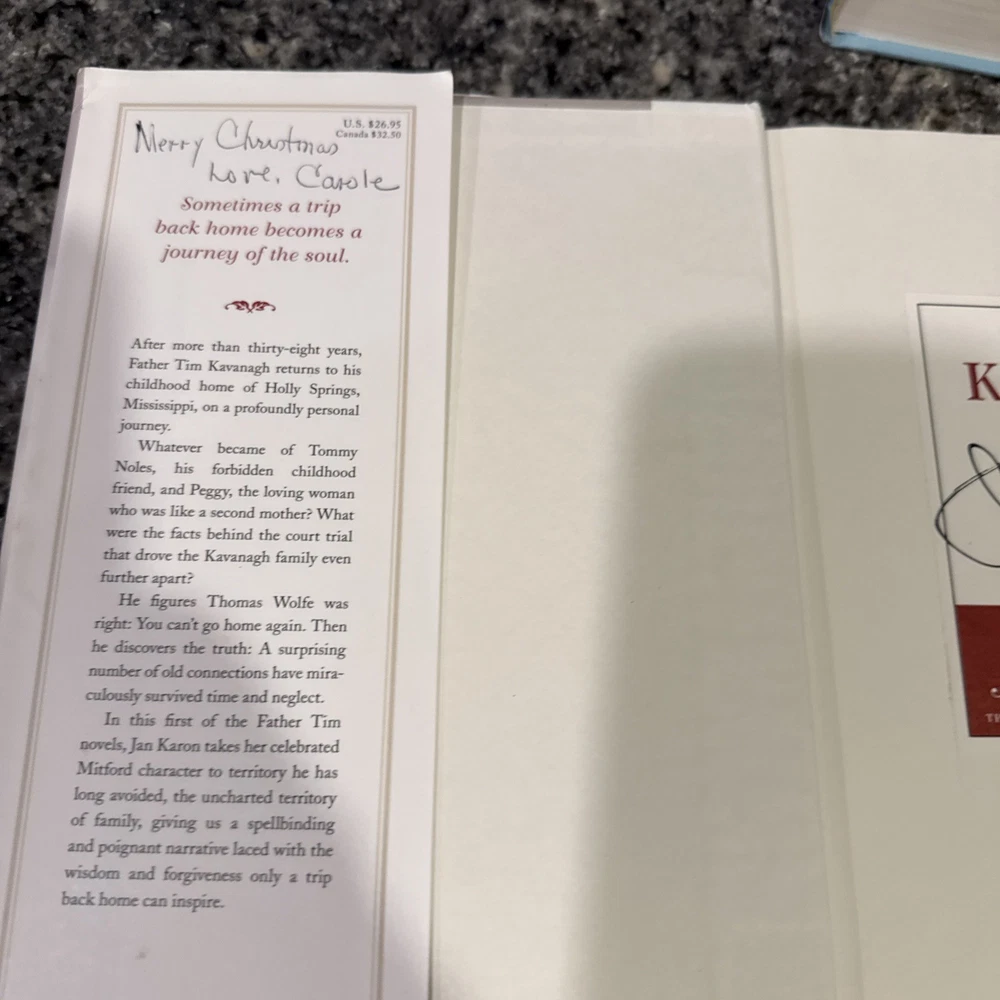 Merry Christmas
Love, Carole
U.S. $26.95
Canada $32.50
Sometimes a trip
back home becomes a
journey of the soul.
After more than thirty-eight years,
Father Tim Kavanagh returns to his
childhood home of Holly Springs,
Mississippi, on a profoundly personal
journey.
Whatever became of Tommy
Noles, his forbidden childhood
friend, and Peggy, the loving woman
who was like a second mother? What
were the facts behind the court trial
that drove the Kavanagh family even
further apart?
He figures Thomas Wolfe was
right: You can't go home again. Then
he discovers the truth: A surprising
number of old connections have mira-
culously survived time and neglect.
In this first of the Father Tim
novels, Jan Karon takes her celebrated
Mitford character to territory he has
long avoided, the uncharted territory
of family, giving us a spellbinding
and poignant narrative laced with the
wisdom and forgiveness only a trip
back home can inspire.
K